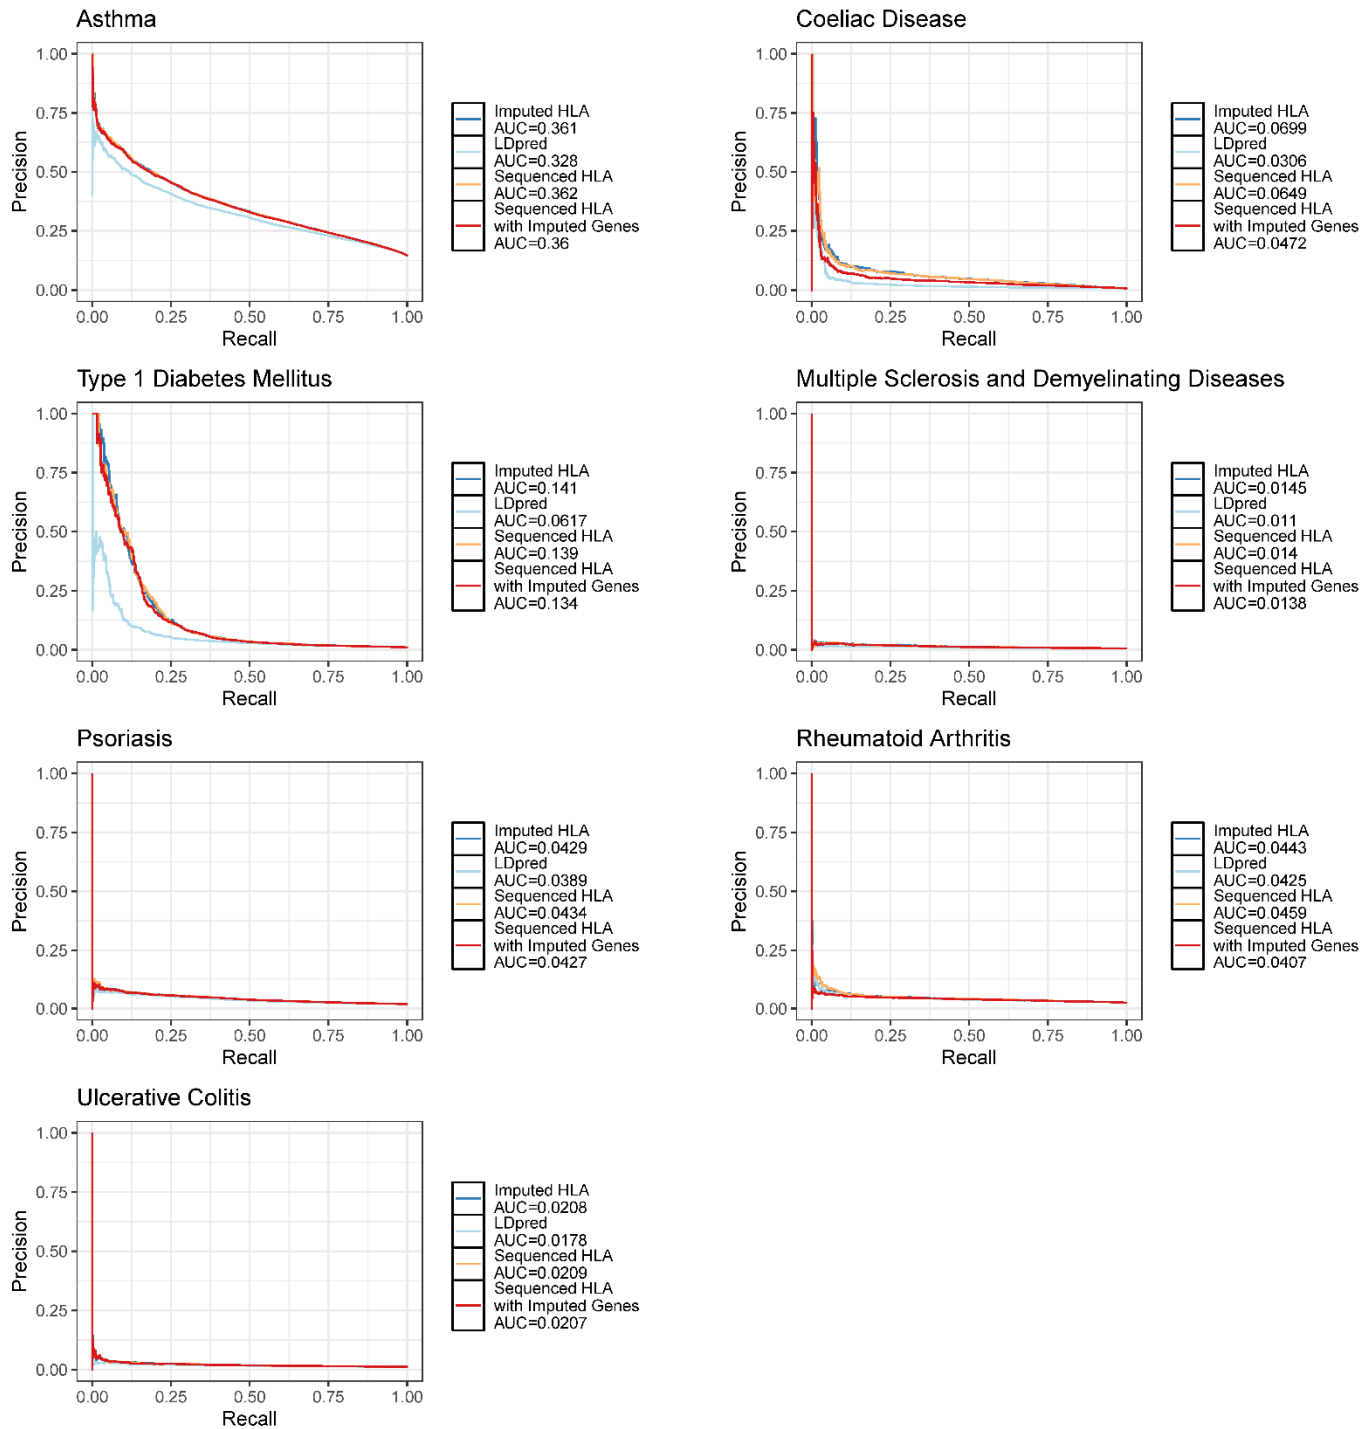 Asthma
Precision
1.00
0.75
0.50
0.25
0.00
0.00 0.25 0.50 0.75 1.00
Recall
Imputed HLA
AUC=0.361
LDpred
AUC=0.328
Sequenced HLA
AUC=0.362
Sequenced HLA
with Imputed Genes
AUC=0.36
Coeliac Disease
Precision
1.00
0.75
0.50
0.25
0.00
0.00 0.25 0.50 0.75 1.00
Recall
Imputed HLA
AUC=0.0699
LDpred
AUC=0.0306
Sequenced HLA
AUC=0.0649
Sequenced HLA
with Imputed Genes
AUC=0.0472
Type 1 Diabetes Mellitus
Precision
1.00
0.75
0.50
0.25
0.00
0.00 0.25 0.50 0.75 1.00
Recall
Imputed HLA
AUC=0.141
LDpred
AUC=0.0617
Sequenced HLA
AUC=0.139
Sequenced HLA
with Imputed Genes
AUC=0.134
Multiple Sclerosis and Demyelinating Diseases
Precision
1.00
0.75
0.50
0.25
0.00
0.00 0.25 0.50 0.75 1.00
Recall
Imputed HLA
AUC=0.0145
LDpred
AUC=0.011
Sequenced HLA
AUC=0.014
Sequenced HLA
with Imputed Genes
AUC=0.0138
Psoriasis
Precision
1.00
0.75
0.50
0.25
0.00
0.00 0.25 0.50 0.75 1.00
Recall
Imputed HLA
AUC=0.0429
LDpred
AUC=0.0389
Sequenced HLA
AUC=0.0434
Sequenced HLA
with Imputed Genes
AUC=0.0427
Rheumatoid Arthritis
Precision
1.00
0.75
0.50
0.25
0.00
0.00 0.25 0.50 0.75 1.00
Recall
Imputed HLA
AUC=0.0443
LDpred
AUC=0.0425
Sequenced HLA
AUC=0.0459
Sequenced HLA
with Imputed Genes
AUC=0.0407
Ulcerative Colitis
Precision
1.00
0.75
0.50
0.25
0.00
0.00 0.25 0.50 0.75 1.00
Recall
Imputed HLA
AUC=0.0208
LDpred
AUC=0.0178
Sequenced HLA
AUC=0.0209
Sequenced HLA
with Imputed Genes
AUC=0.0207